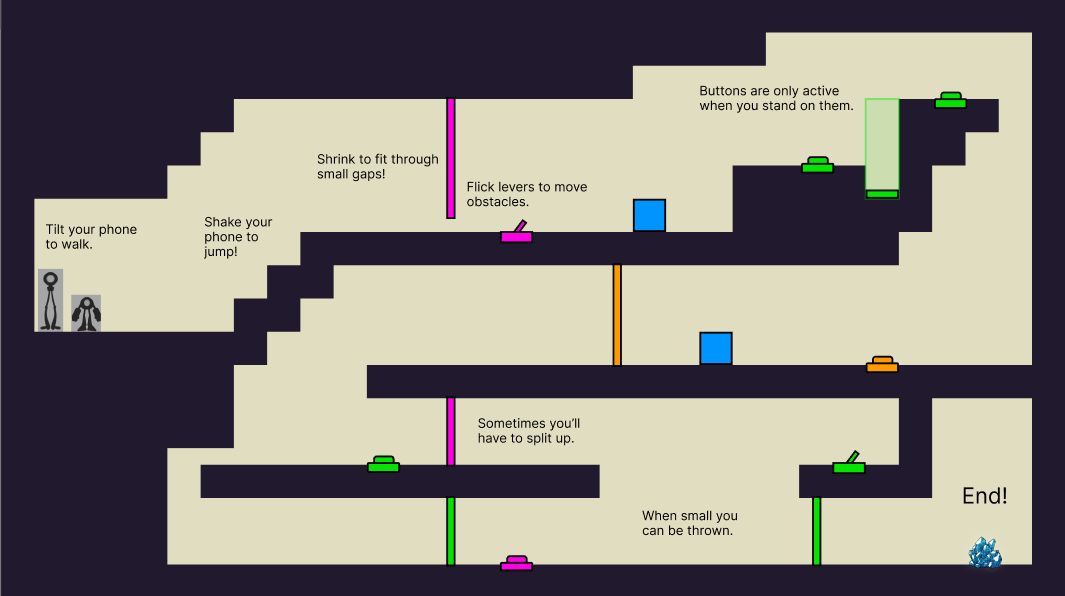 Buttons are only active
when you stand on them.
Shrink to fit through
small gaps!
Flick levers to move
obstacles.
Tilt your phone
to walk.
Shake your
phone to
jump!
Sometimes you'll
have to split up.
When small you
can be thrown.
End!